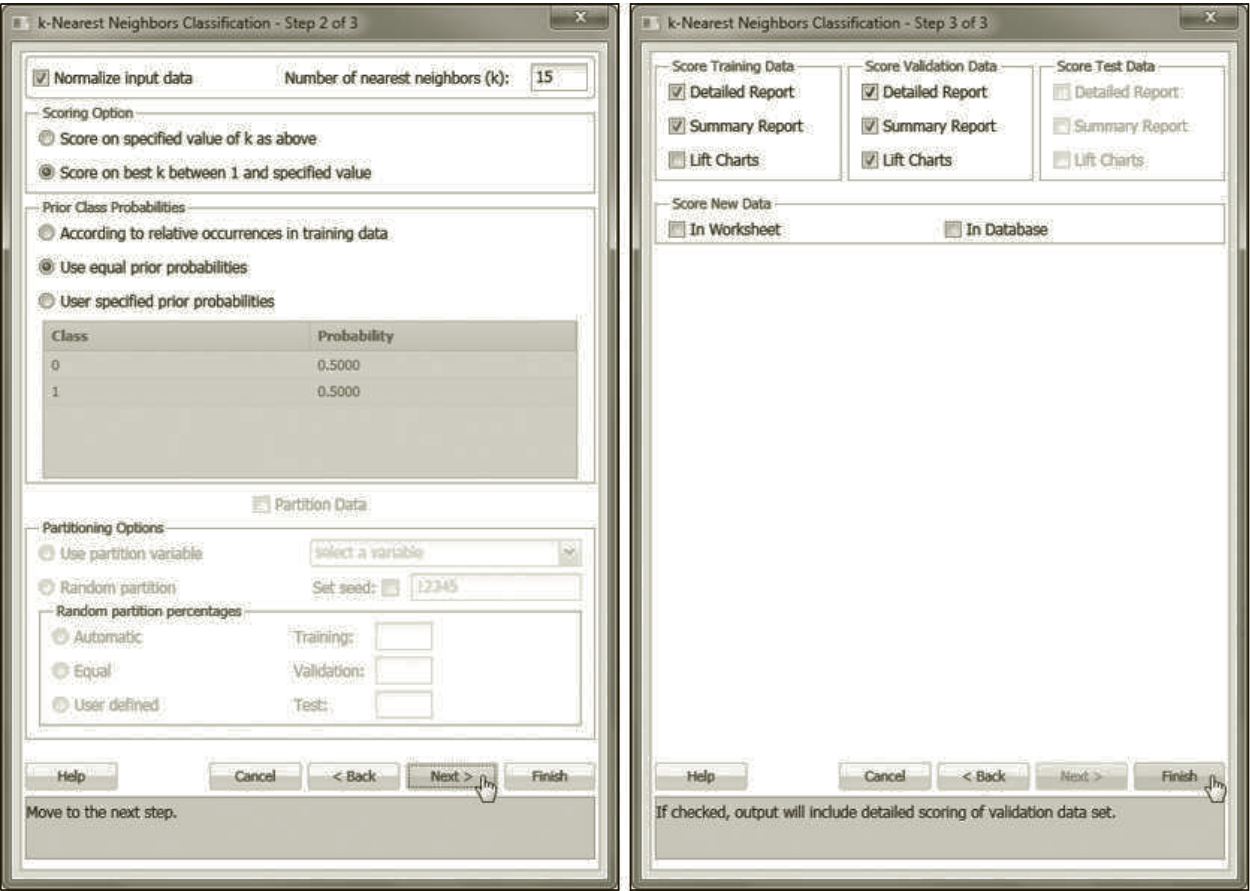 k-Nearest Neighbors Classification - Step 2 of 3
x
Normalize input data
Number of nearest neighbors (k):
15
Scoring Option
Score on specified value of k as above
Score on best k between 1 and specified value
Prior Class Probabilities
According to relative occurrences in training data
Use equal prior probabilities
User specified prior probabilities
Class Probability
0 0.5000
1 0.5000
Partition Data
Partitioning Options
Use partition variable
select a variable
Random partition
Set seed:
12345
Random partition percentages
Automatic
Training:
Equal
Validation:
User defined
Test:
Help
Cancel
< Back
Next >
Finish
Move to the next step.
k-Nearest Neighbors Classification - Step 3 of 3
x
Score Training Data
Detailed Report
Summary Report
Lift Charts
Score Validation Data
Detailed Report
Summary Report
Lift Charts
Score Test Data
Detailed Report
Summary Report
Lift Charts
Score New Data
In Worksheet
In Database
Help
Cancel
< Back
Next >
Finish
If checked, output will include detailed scoring of validation data set.